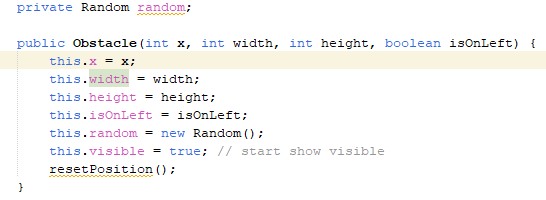 private Random random;
public Obstacle(int x, int width, int height, boolean isOnLeft) {
this.x = x;
this.width = width;
this.height = height;
this.isOnLeft = isOnLeft;
this.random = new Random();
this.visible = true; // start show visible
resetPosition();
}